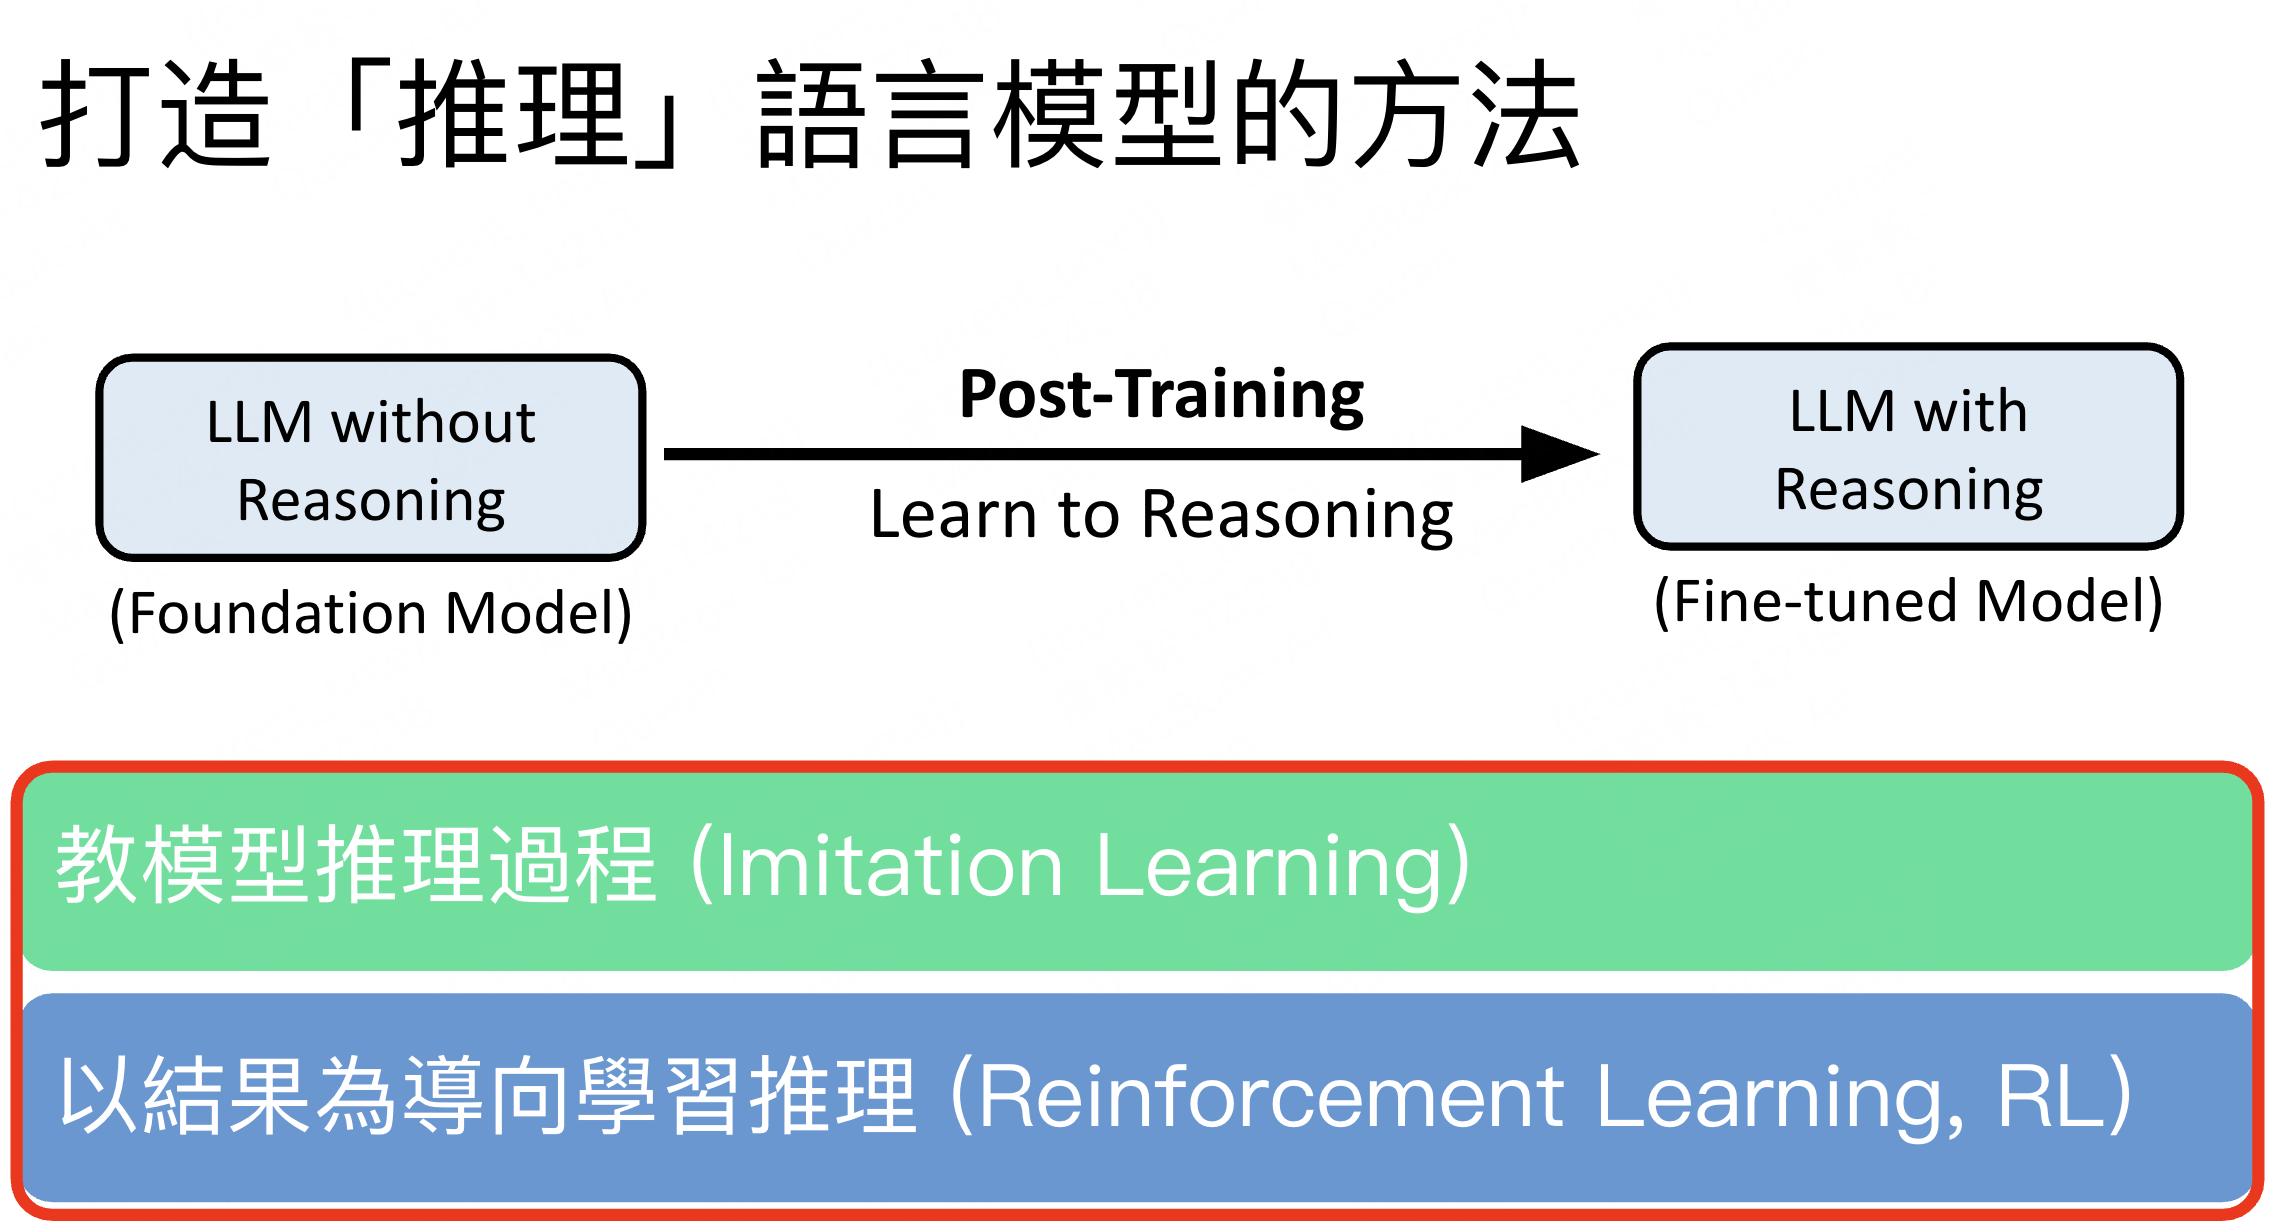 打造「推理」語言模型的方法
LLM without
Reasoning
(Foundation Model)
Post-Training
Learn to Reasoning
LLM with
Reasoning
(Fine-tuned Model)
教模型推理過程 (Imitation Learning)
以結果為導向學習推理 (Reinforcement Learning, RL)